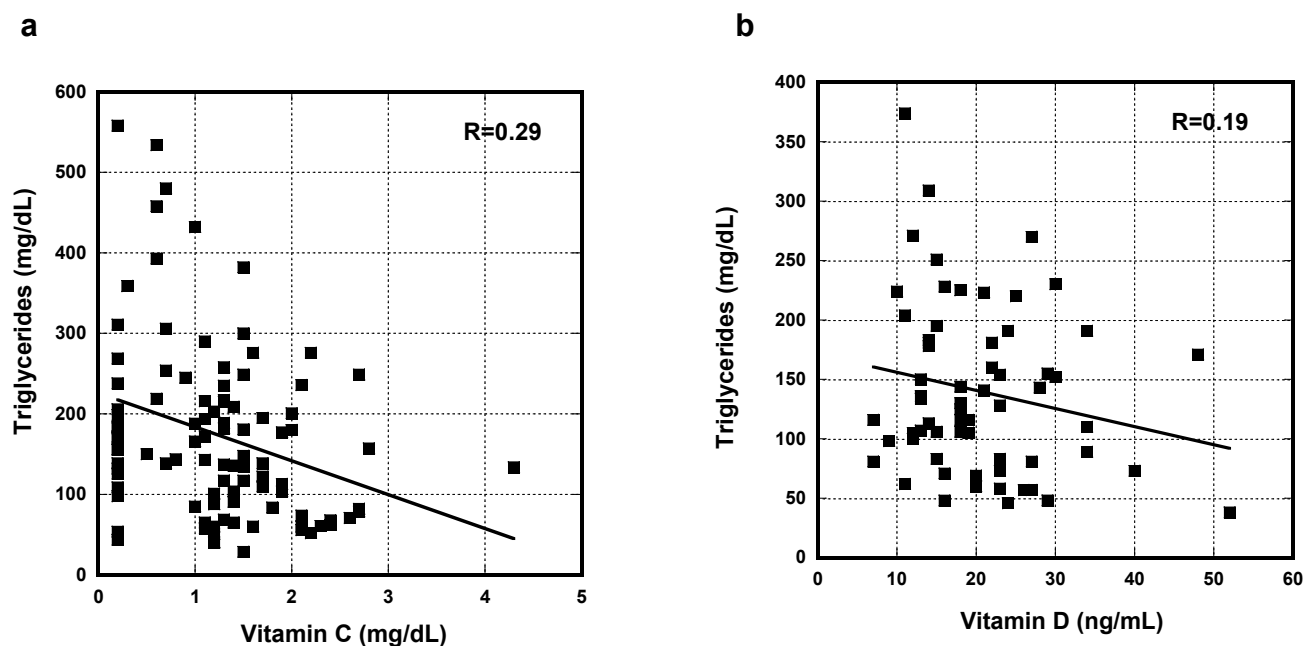 a
R=0.29
Triglycerides (mg/dL)
600
500
400
300
200
100
0
0 1 2 3 4 5
Vitamin C (mg/dL)
b
R=0.19
Triglycerides (mg/dL)
400
350
300
250
200
150
100
50
0
0 10 20 30 40 50 60
Vitamin D (ng/mL)